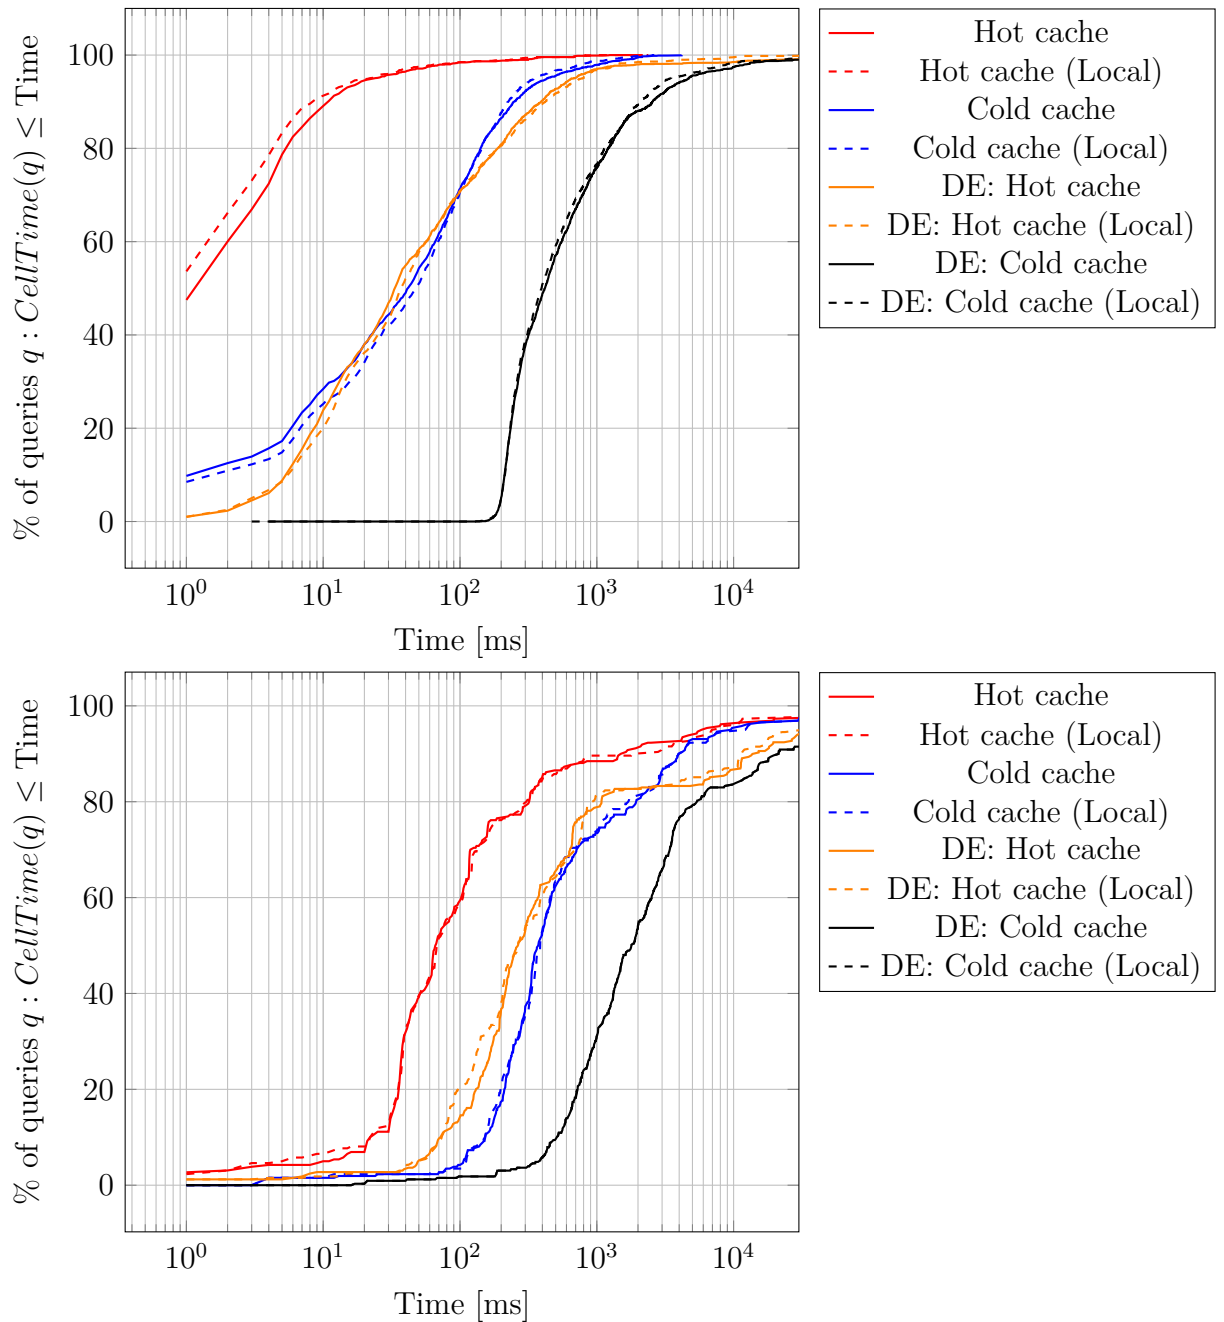 % of queries q : CellTime(q) ≤ Time
100
80
60
40
20
0
10^0
10^1
10^2
10^3
10^4
Time [ms]
Hot cache
Hot cache (Local)
Cold cache
Cold cache (Local)
DE: Hot cache
DE: Hot cache (Local)
DE: Cold cache
DE: Cold cache (Local)
% of queries q : CellTime(q) ≤ Time
100
80
60
40
20
0
10^0
10^1
10^2
10^3
10^4
Time [ms]
Hot cache
Hot cache (Local)
Cold cache
Cold cache (Local)
DE: Hot cache
DE: Hot cache (Local)
DE: Cold cache
DE: Cold cache (Local)